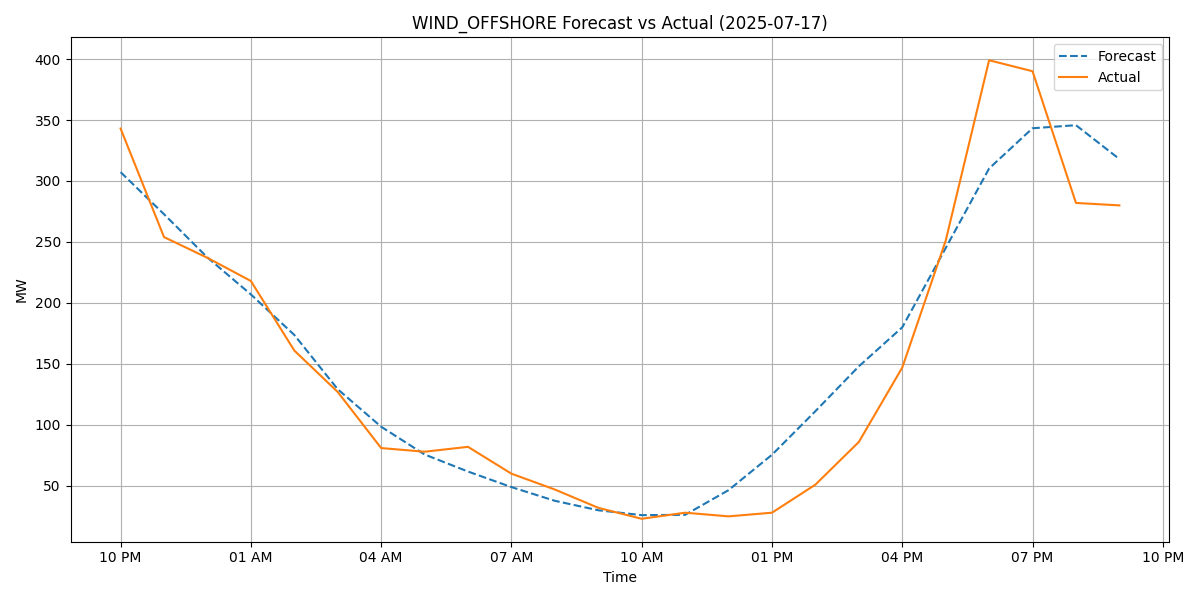 WIND_OFFSHORE Forecast vs Actual (2025-07-17)
Forecast
Actual
MW
400
350
300
250
200
150
100
50
10 PM 01 AM 04 AM 07 AM 10 AM 01 PM 04 PM 07 PM 10 PM
Time